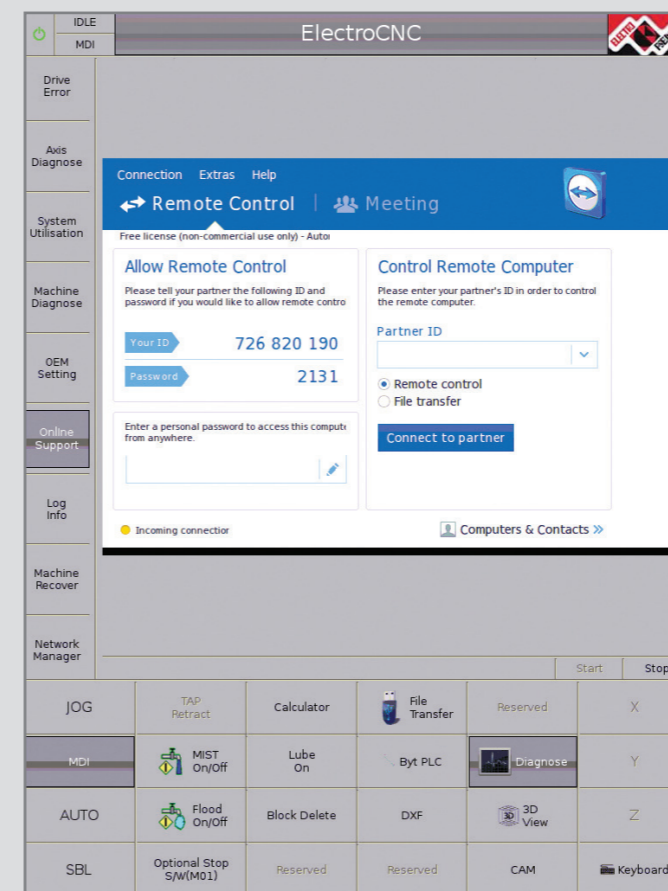 IDLE
MDI
ElectroCNC
ELECTRO
Drive
Error
Axis
Diagnose
System
Utilisation
Machine
Diagnose
OEM
Setting
Online
Support
Log
Info
Machine
Recover
Network
Manager
Connection Extras Help
Remote Control | Meeting
Free license (non-commercial use only) - Autor
Allow Remote Control
Please tell your partner the following ID and
password if you would like to allow remote contro
Your ID 726 820 190
Password 2131
Enter a personal password to access this compute
from anywhere.
Incoming connection
Control Remote Computer
Please enter your partner's ID in order to control
the remote computer.
Partner ID
Remote control
File transfer
Connect to partner
Computers & Contacts »
Start Stop
JOG
TAP
Retract
Calculator
File
Transfer
Reserved
X
MDI
MIST
On/Off
Lube
On
Byt PLC
Diagnose
Y
AUTO
Flood
On/Off
Block Delete
DXF
3D
3D
View
Z
SBL
Optional Stop
S/W(M01)
Reserved
Reserved
CAM
Keyboard